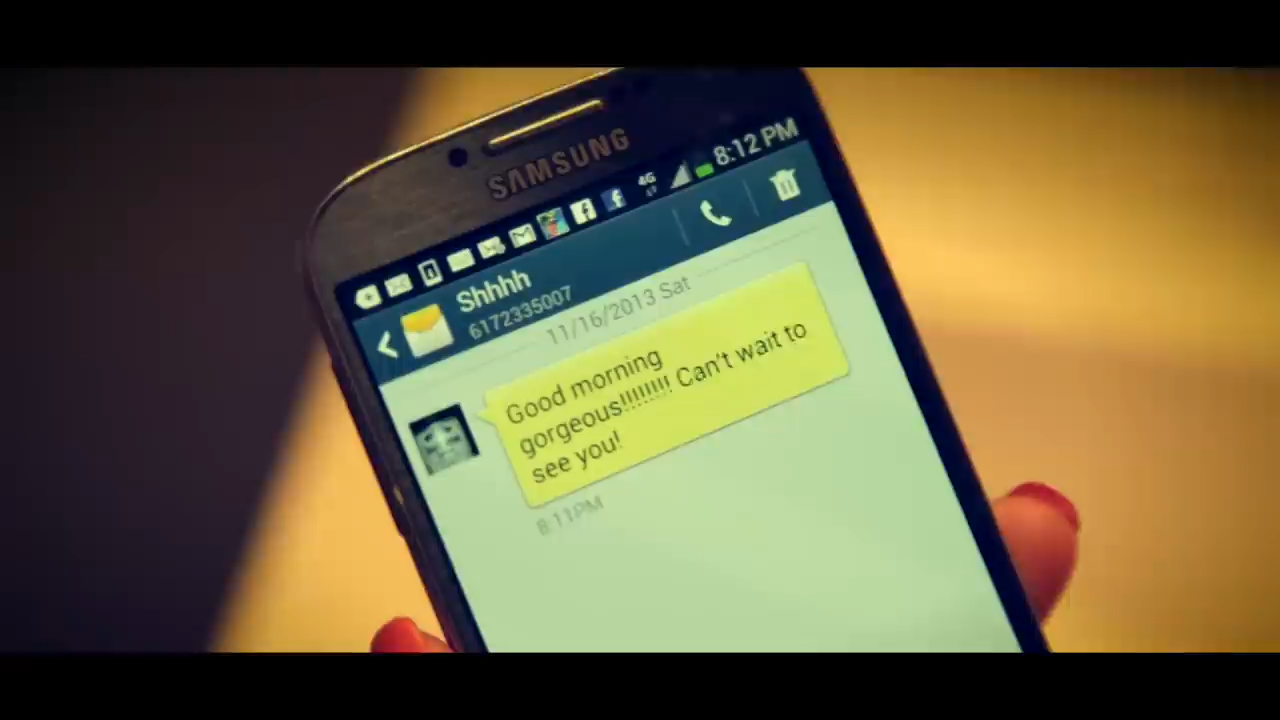 SAMSUNG
4G 8:12 PM
Shhhh
6172335007
11/16/2013 Sat
Good morning
gorgeous!!!!!!!!! Can't wait to
see you!
8:11PM